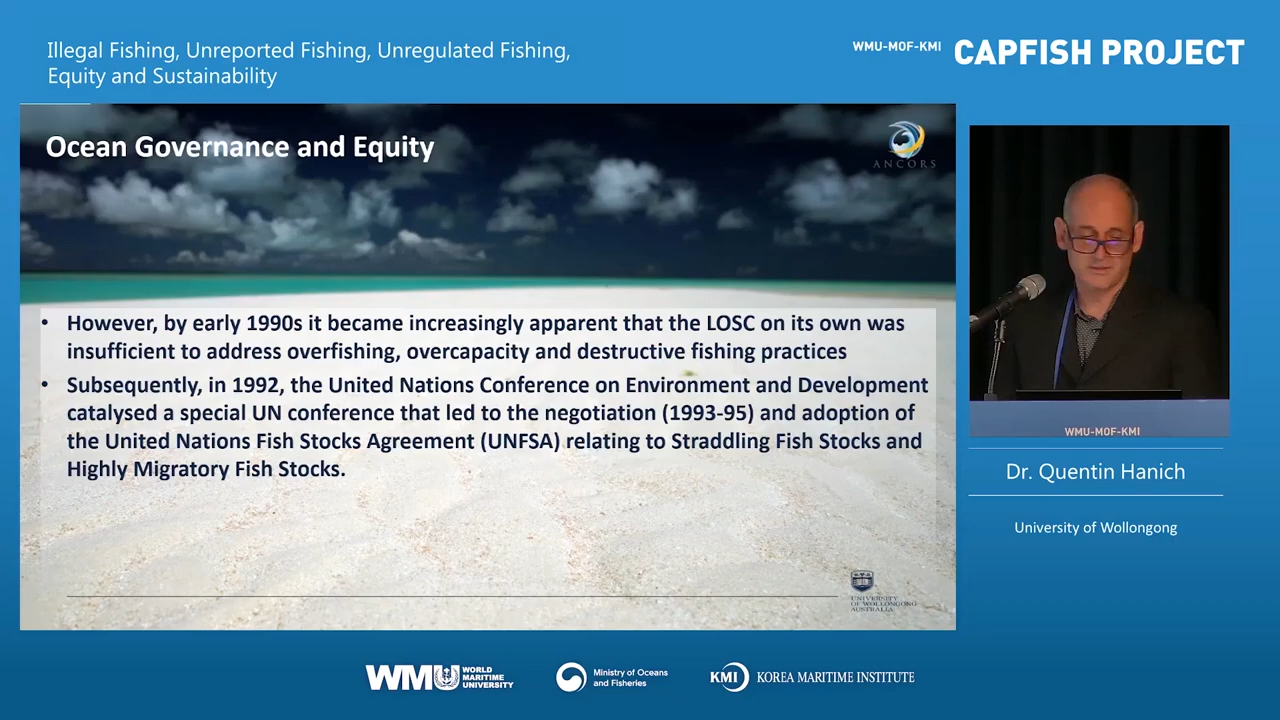 Illegal Fishing, Unreported Fishing, Unregulated Fishing,
Equity and Sustainability
WMU-MOF-KMI CAPFISH PROJECT
Ocean Governance and Equity
ANCORS
• However, by early 1990s it became increasingly apparent that the LOSC on its own was
insufficient to address overfishing, overcapacity and destructive fishing practices
• Subsequently, in 1992, the United Nations Conference on Environment and Development
catalysed a special UN conference that led to the negotiation (1993-95) and adoption of
the United Nations Fish Stocks Agreement (UNFSA) relating to Straddling Fish Stocks and
Highly Migratory Fish Stocks.
UNIVERSITY
OF WOLLONGONG
AUSTRALIA
WMU-MOF-KMI
Dr. Quentin Hanich
University of Wollongong
WMU WORLD
MARITIME
UNIVERSITY
Ministry of Oceans
and Fisheries
KMI KOREA MARITIME INSTITUTE